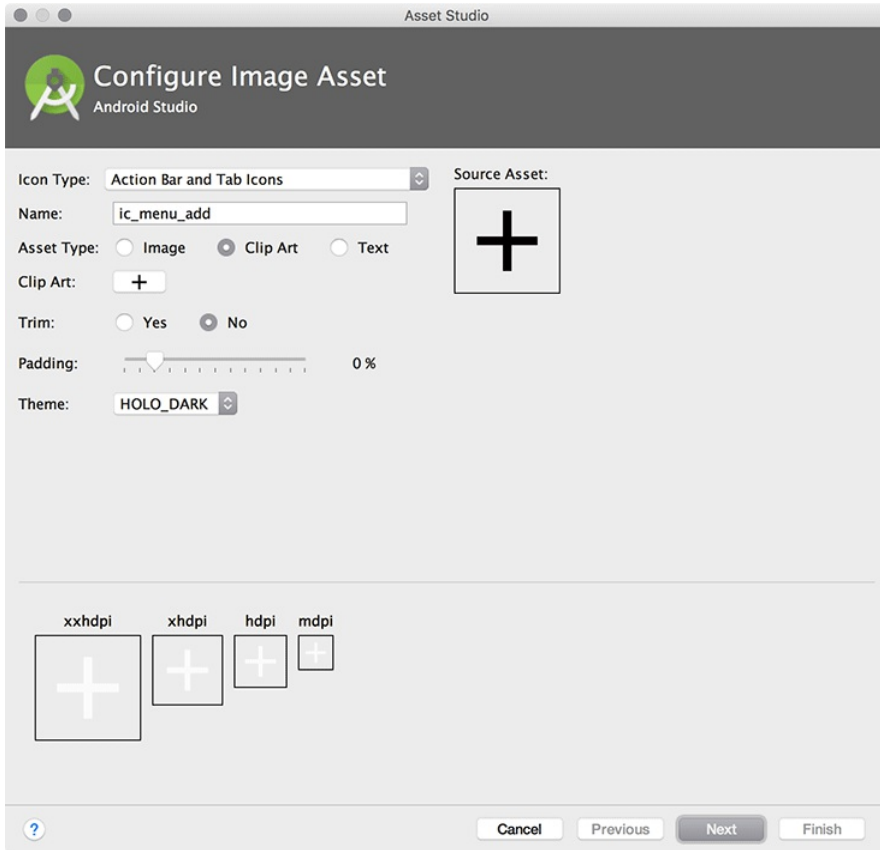 Asset Studio
Configure Image Asset
Android Studio
Icon Type: Action Bar and Tab Icons
Source Asset:
Name: ic_menu_add
Asset Type: Image Clip Art Text
Clip Art:
Trim: Yes No
Padding: 0 %
Theme: HOLO_DARK
xxhdpi xhdpi hdpi mdpi
? Cancel Previous Next Finish